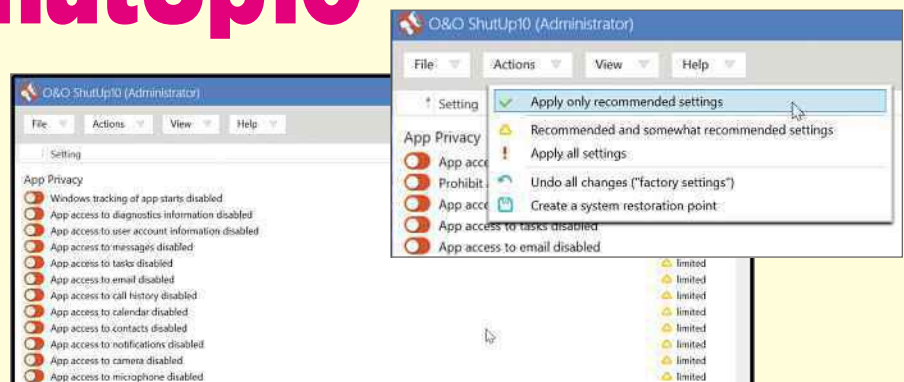 O&O ShutUp10 (Administrator)
File Actions View Help
Setting
App Privacy
Windows tracking of app starts disabled
App access to diagnostics information disabled
App access to user account information disabled
App access to messages disabled
App access to tasks disabled
App access to email disabled
App access to call history disabled
App access to calendar disabled
App access to contacts disabled
App access to notifications disabled
App access to camera disabled
App access to microphone disabled
limited
limited
limited
limited
limited
limited
limited
limited
O&O ShutUp10 (Administrator)
File Actions View Help
Setting
Apply only recommended settings
Recommended and somewhat recommended settings
Apply all settings
Undo all changes ("factory settings")
Create a system restoration point
App Privacy
App acce
Prohibit
App acce
App access to tasks disabled
App access to email disabled